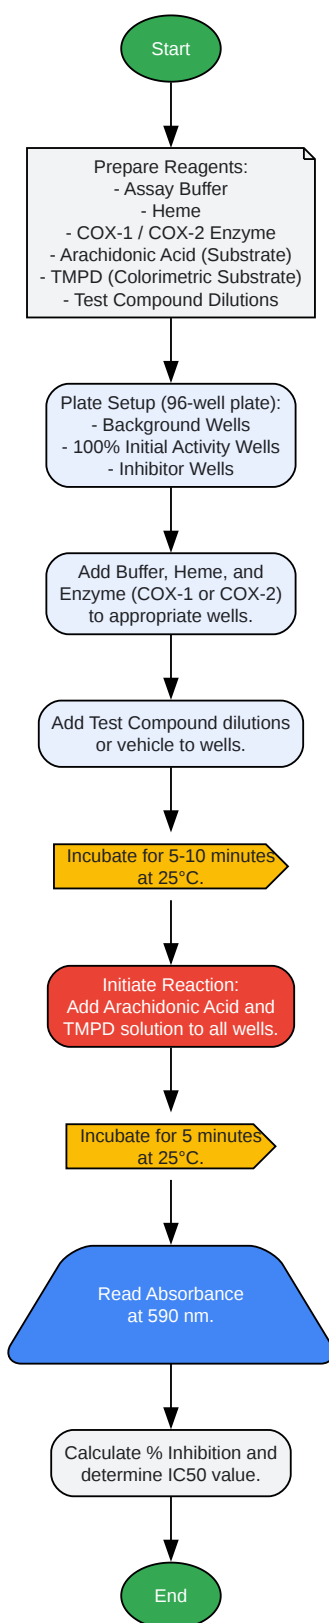 Start
Prepare Reagents:
- Assay Buffer
- Heme
- COX-1 / COX-2 Enzyme
- Arachidonic Acid (Substrate)
- TMPD (Colorimetric Substrate)
- Test Compound Dilutions
Plate Setup (96-well plate):
- Background Wells
- 100% Initial Activity Wells
- Inhibitor Wells
Add Buffer, Heme, and
Enzyme (COX-1 or COX-2)
to appropriate wells.
Add Test Compound dilutions
or vehicle to wells.
Incubate for 5-10 minutes
at 25°C.
Initiate Reaction:
Add Arachidonic Acid and
TMPD solution to all wells.
Incubate for 5 minutes
at 25°C.
Read Absorbance
at 590 nm.
Calculate % Inhibition and
determine IC50 value.
End